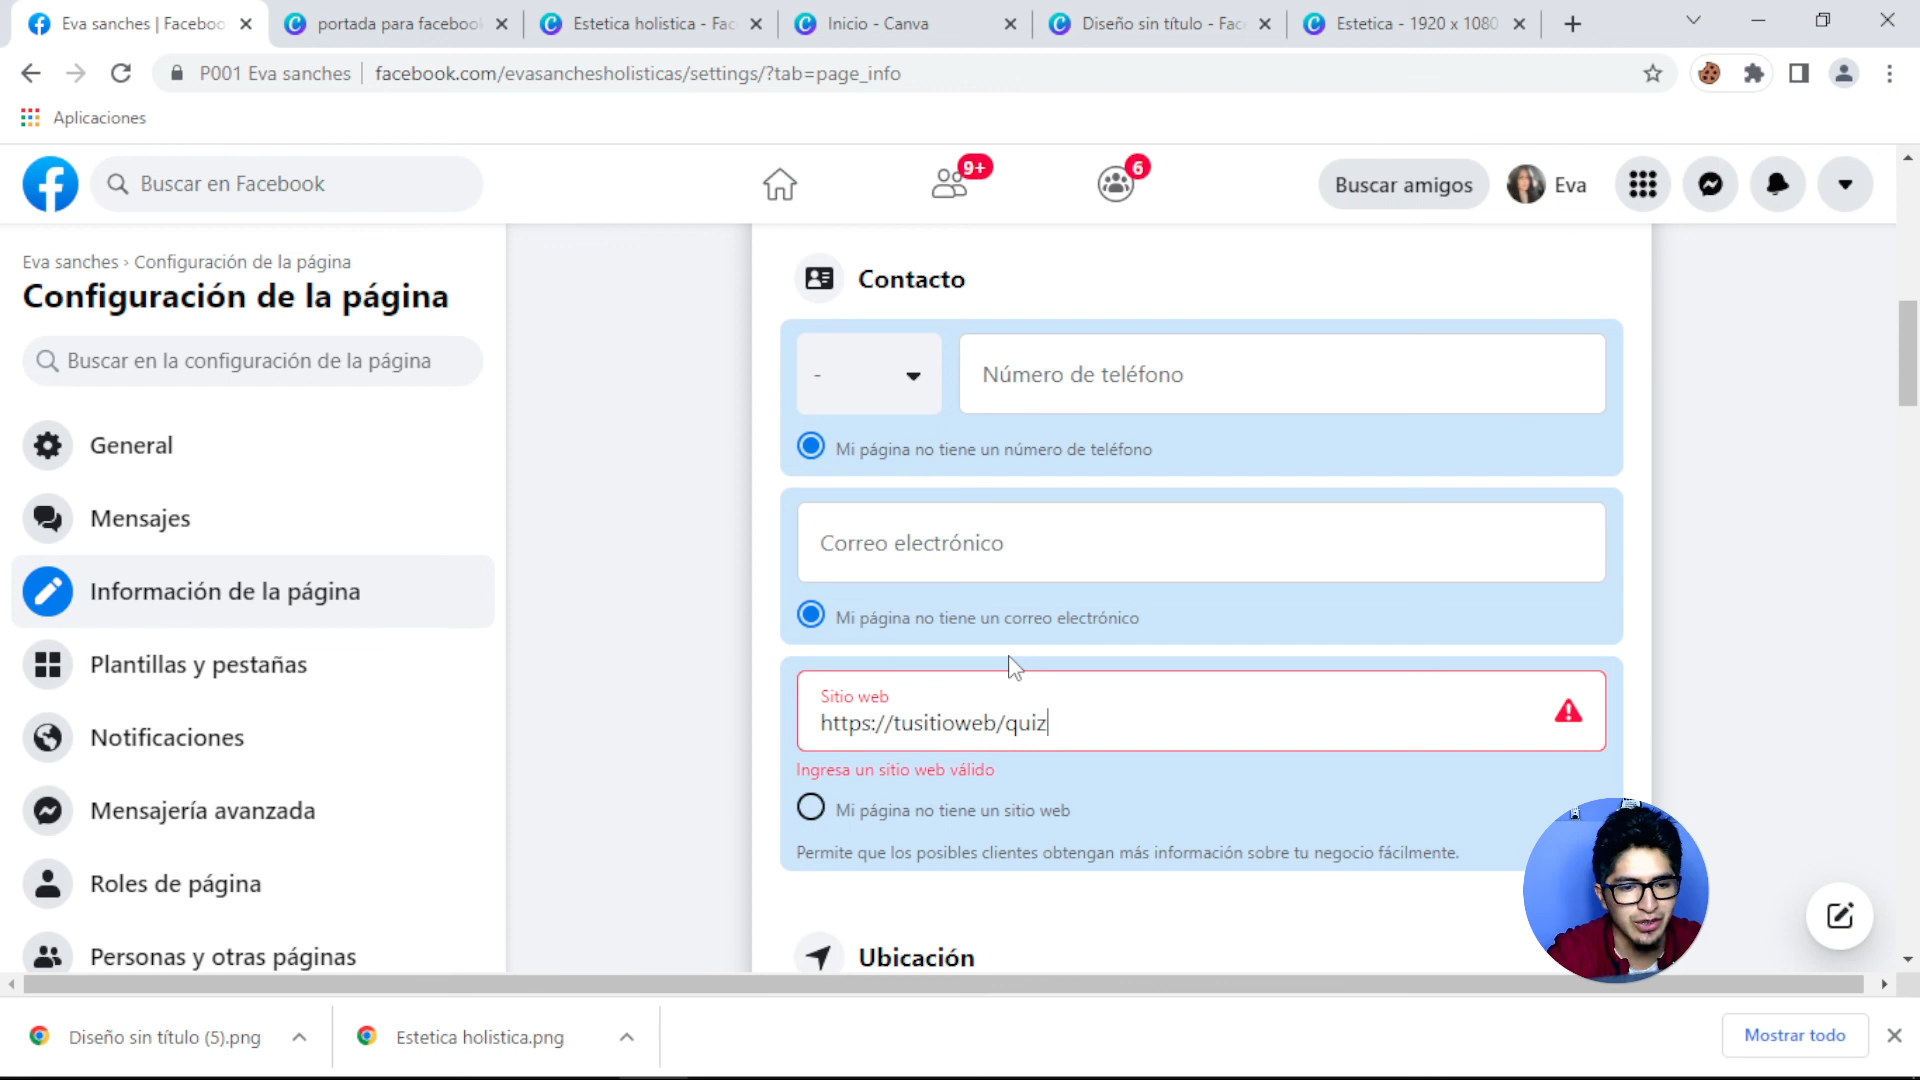 Eva sanches | Faceboo
portada para facebook
Estetica holistica - Fac
Inicio - Canva
Diseño sin título - Fac
Estetica - 1920 x 1080
P001 Eva sanches
facebook.com/evasanchesholisticas/settings/?tab=page_info
Aplicaciones
Buscar en Facebook
9+
6
Buscar amigos
Eva
Eva sanches › Configuración de la página
Configuración de la página
Buscar en la configuración de la página
General
Mensajes
Información de la página
Plantillas y pestañas
Notificaciones
Mensajería avanzada
Roles de página
Personas y otras páginas
Contacto
-
Número de teléfono
Mi página no tiene un número de teléfono
Correo electrónico
Mi página no tiene un correo electrónico
Sitio web
https://tusitioweb/quiz
Ingresa un sitio web válido
Mi página no tiene un sitio web
Permite que los posibles clientes obtengan más información sobre tu negocio fácilmente.
Ubicación
Diseño sin título (5).png
Estetica holistica.png
Mostrar todo